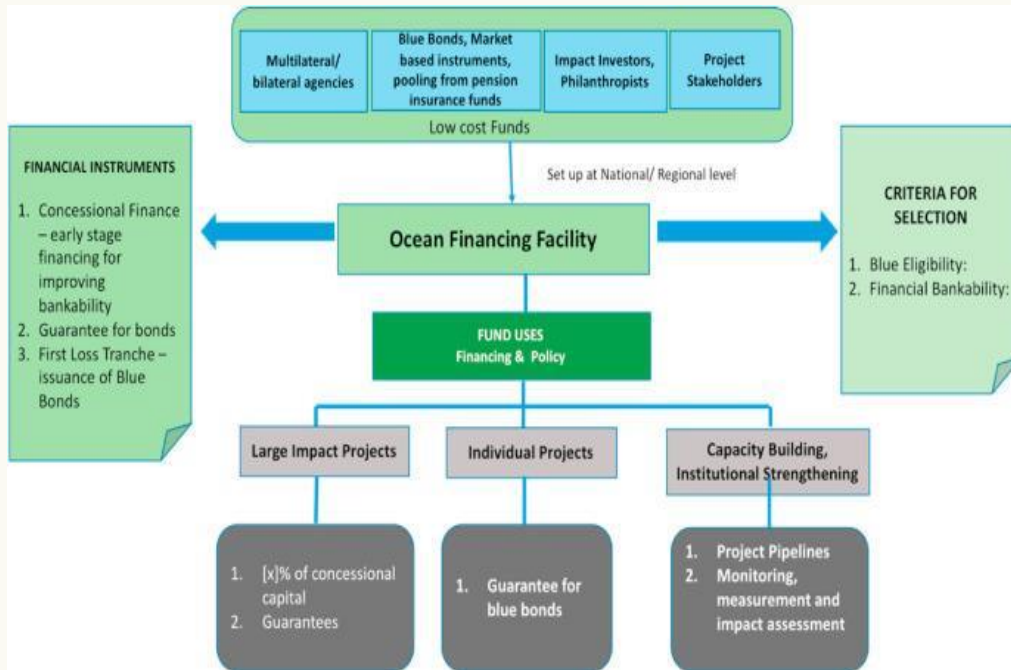 Multilateral/
bilateral agencies
Blue Bonds, Market
based instruments,
pooling from pension
insurance funds
Impact Investors,
Philanthropists
Project
Stakeholders
Low cost Funds
Set up at National/ Regional level
FINANCIAL INSTRUMENTS
1. Concessional Finance
– early stage
financing for
improving
bankability
2. Guarantee for bonds
3. First Loss Tranche –
issuance of Blue
Bonds
Ocean Financing Facility
CRITERIA FOR
SELECTION
1. Blue Eligibility:
2. Financial Bankability:
FUND USES
Financing & Policy
Large Impact Projects
Individual Projects
Capacity Building,
Institutional Strengthening
1. [x]% of concessional
capital
2. Guarantees
1. Guarantee for
blue bonds
1. Project Pipelines
2. Monitoring,
measurement and
impact assessment